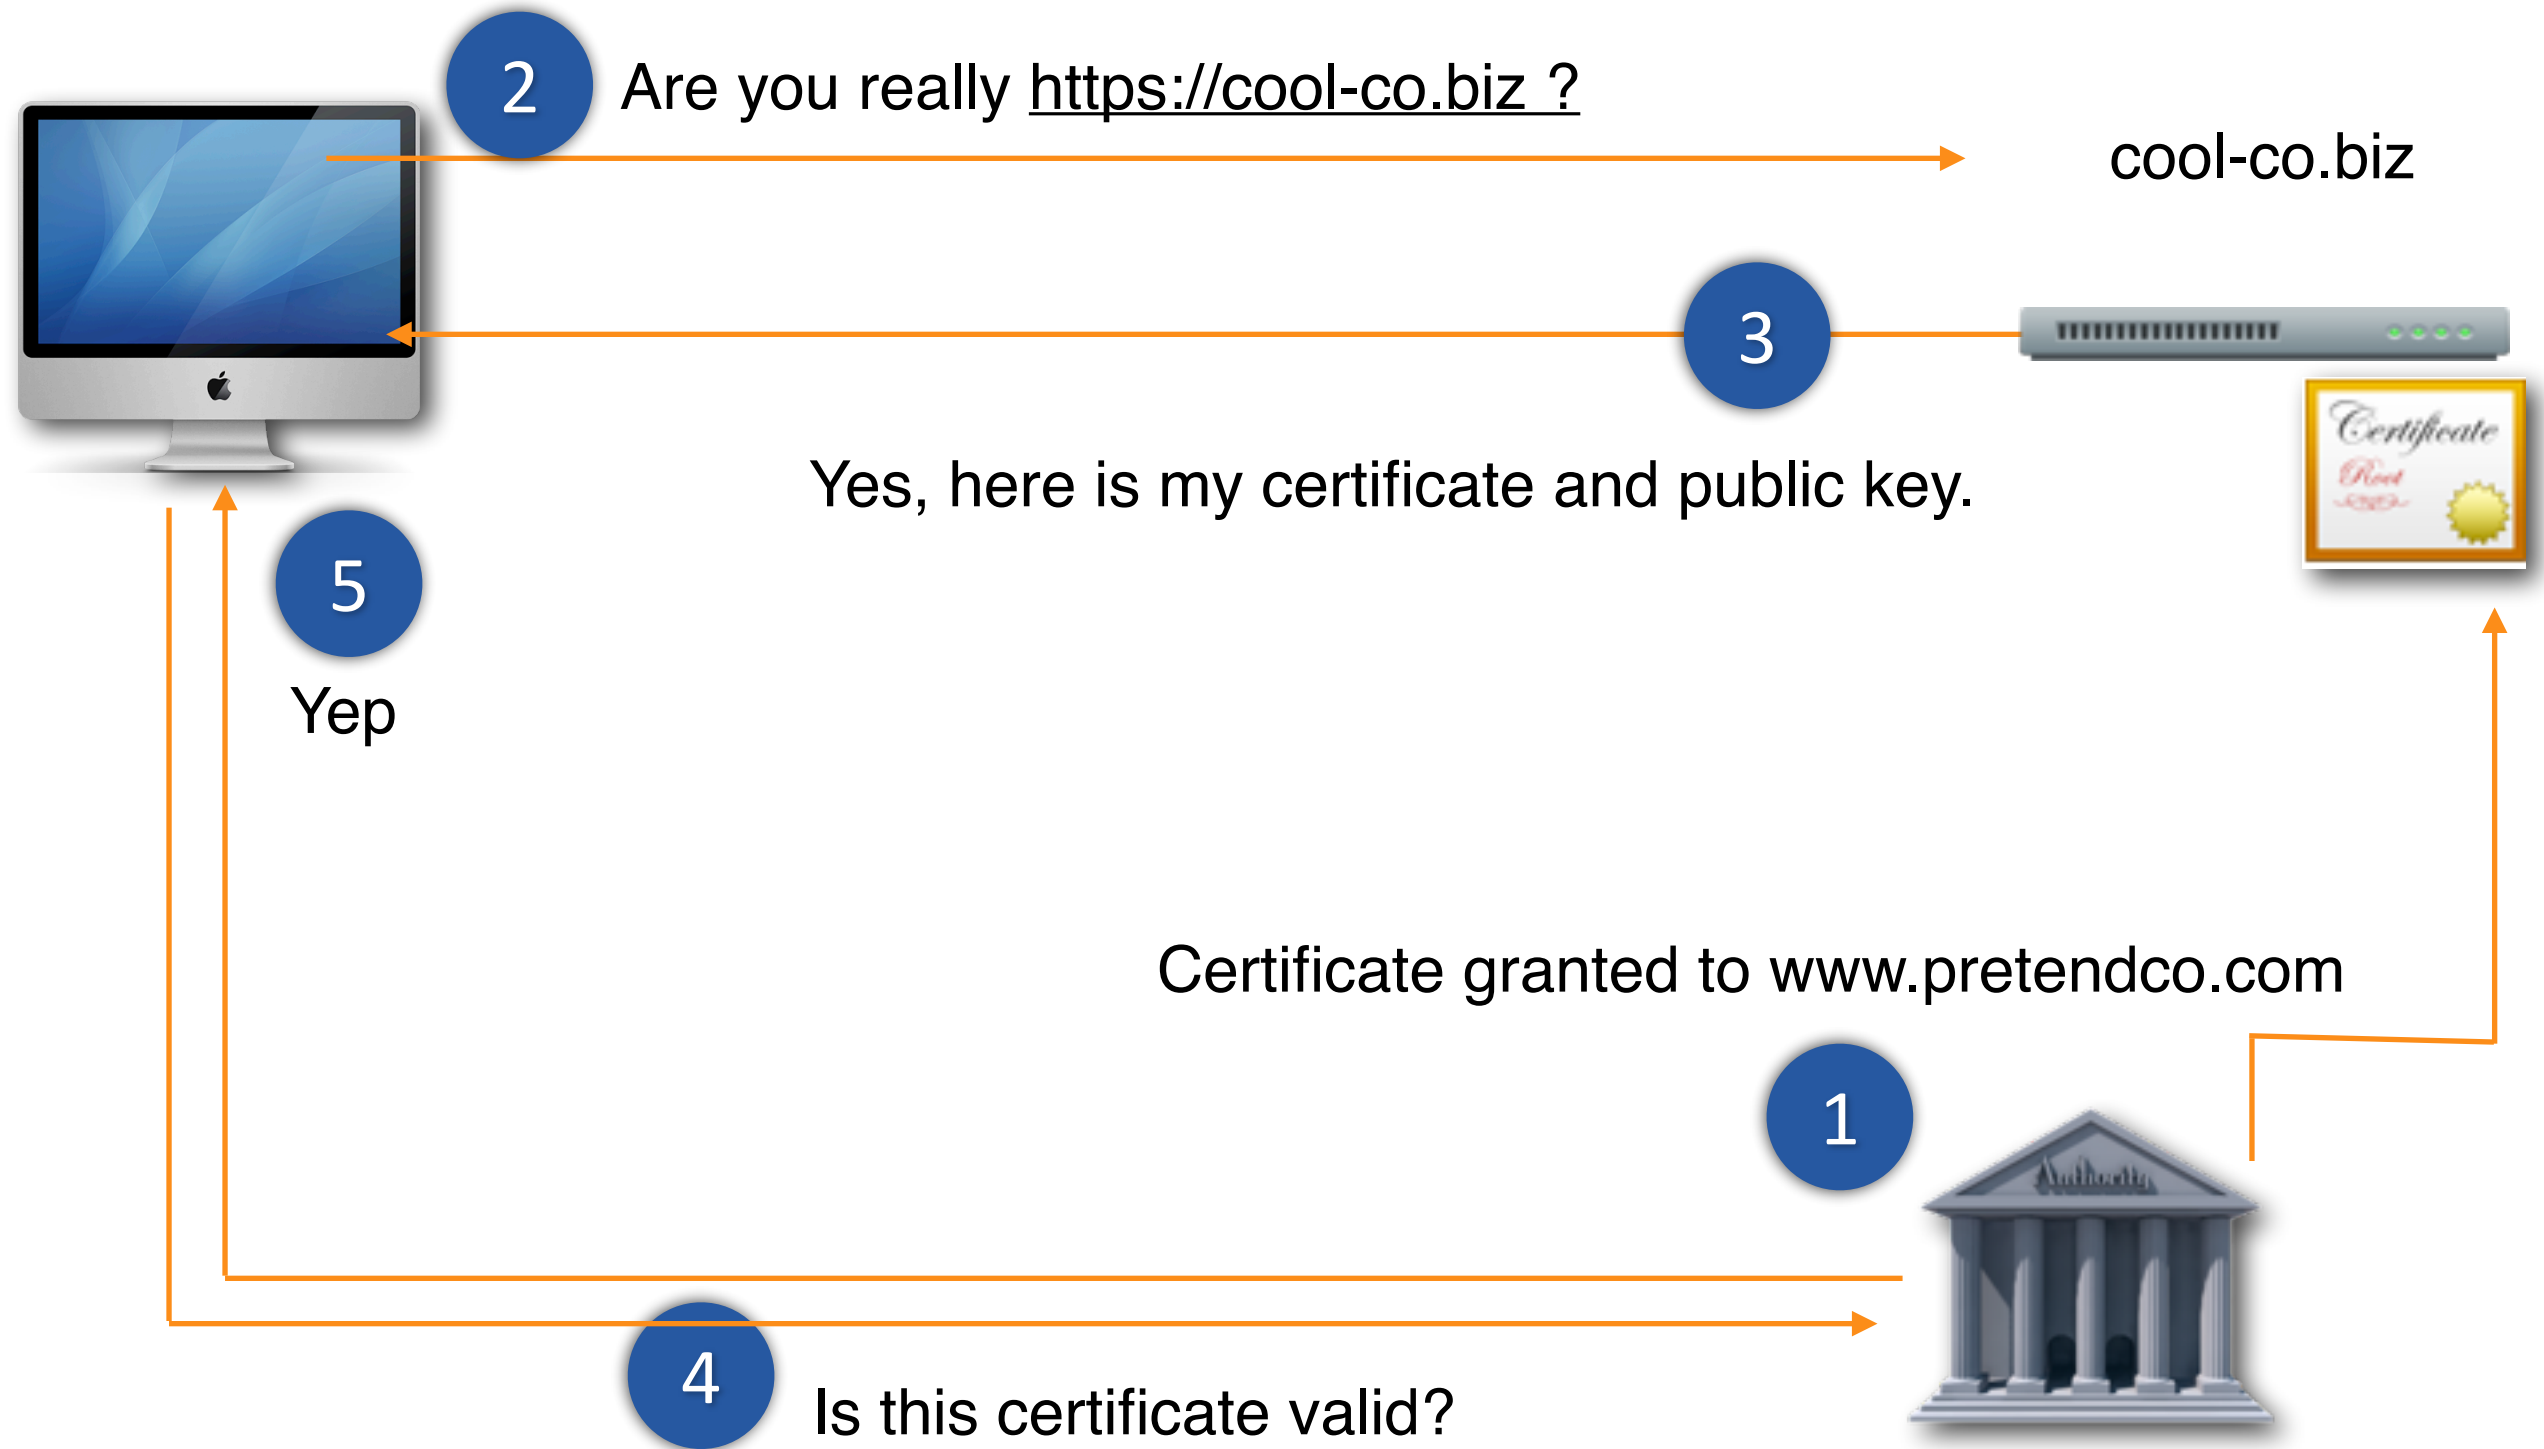 2
Are you really https://cool-co.biz ?
cool-co.biz
3
Certificate
Root
Yes, here is my certificate and public key.
5
Yep
Certificate granted to www.pretendco.com
1
Authority
4
Is this certificate valid?